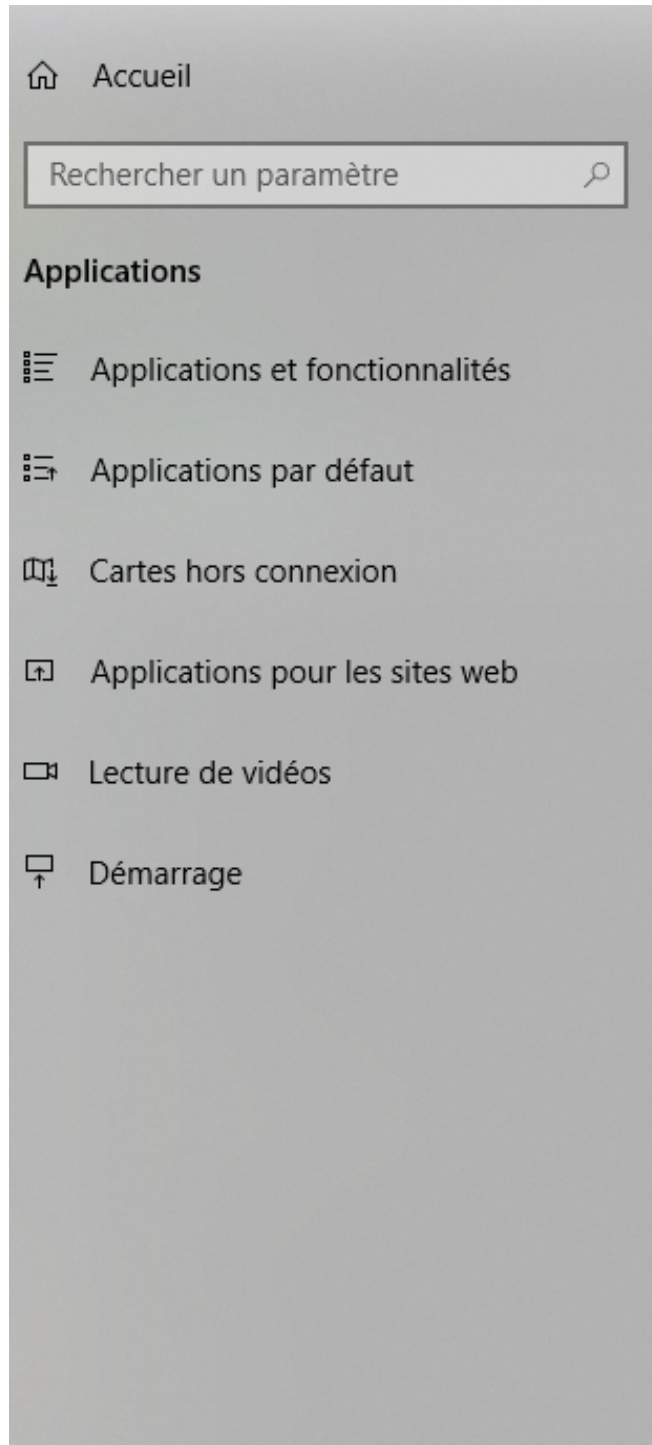 Accueil
Rechercher un paramètre
Applications
Applications et fonctionnalités
Applications par défaut
Cartes hors connexion
Applications pour les sites web
Lecture de vidéos
Démarrage